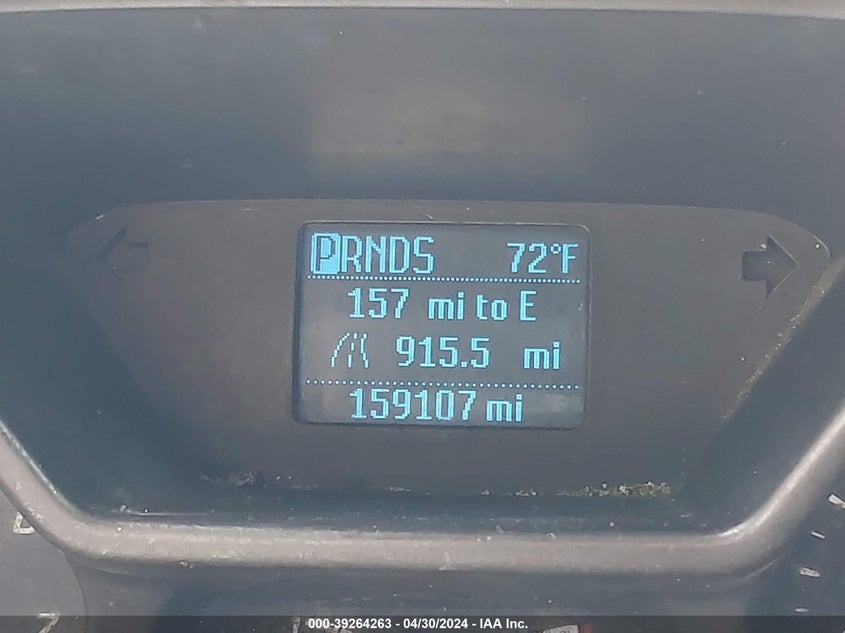 PRNDS 72°F
157 mi to E
915.5 mi
159107 mi
000-39264263 - 04/30/2024 - IAA Inc.